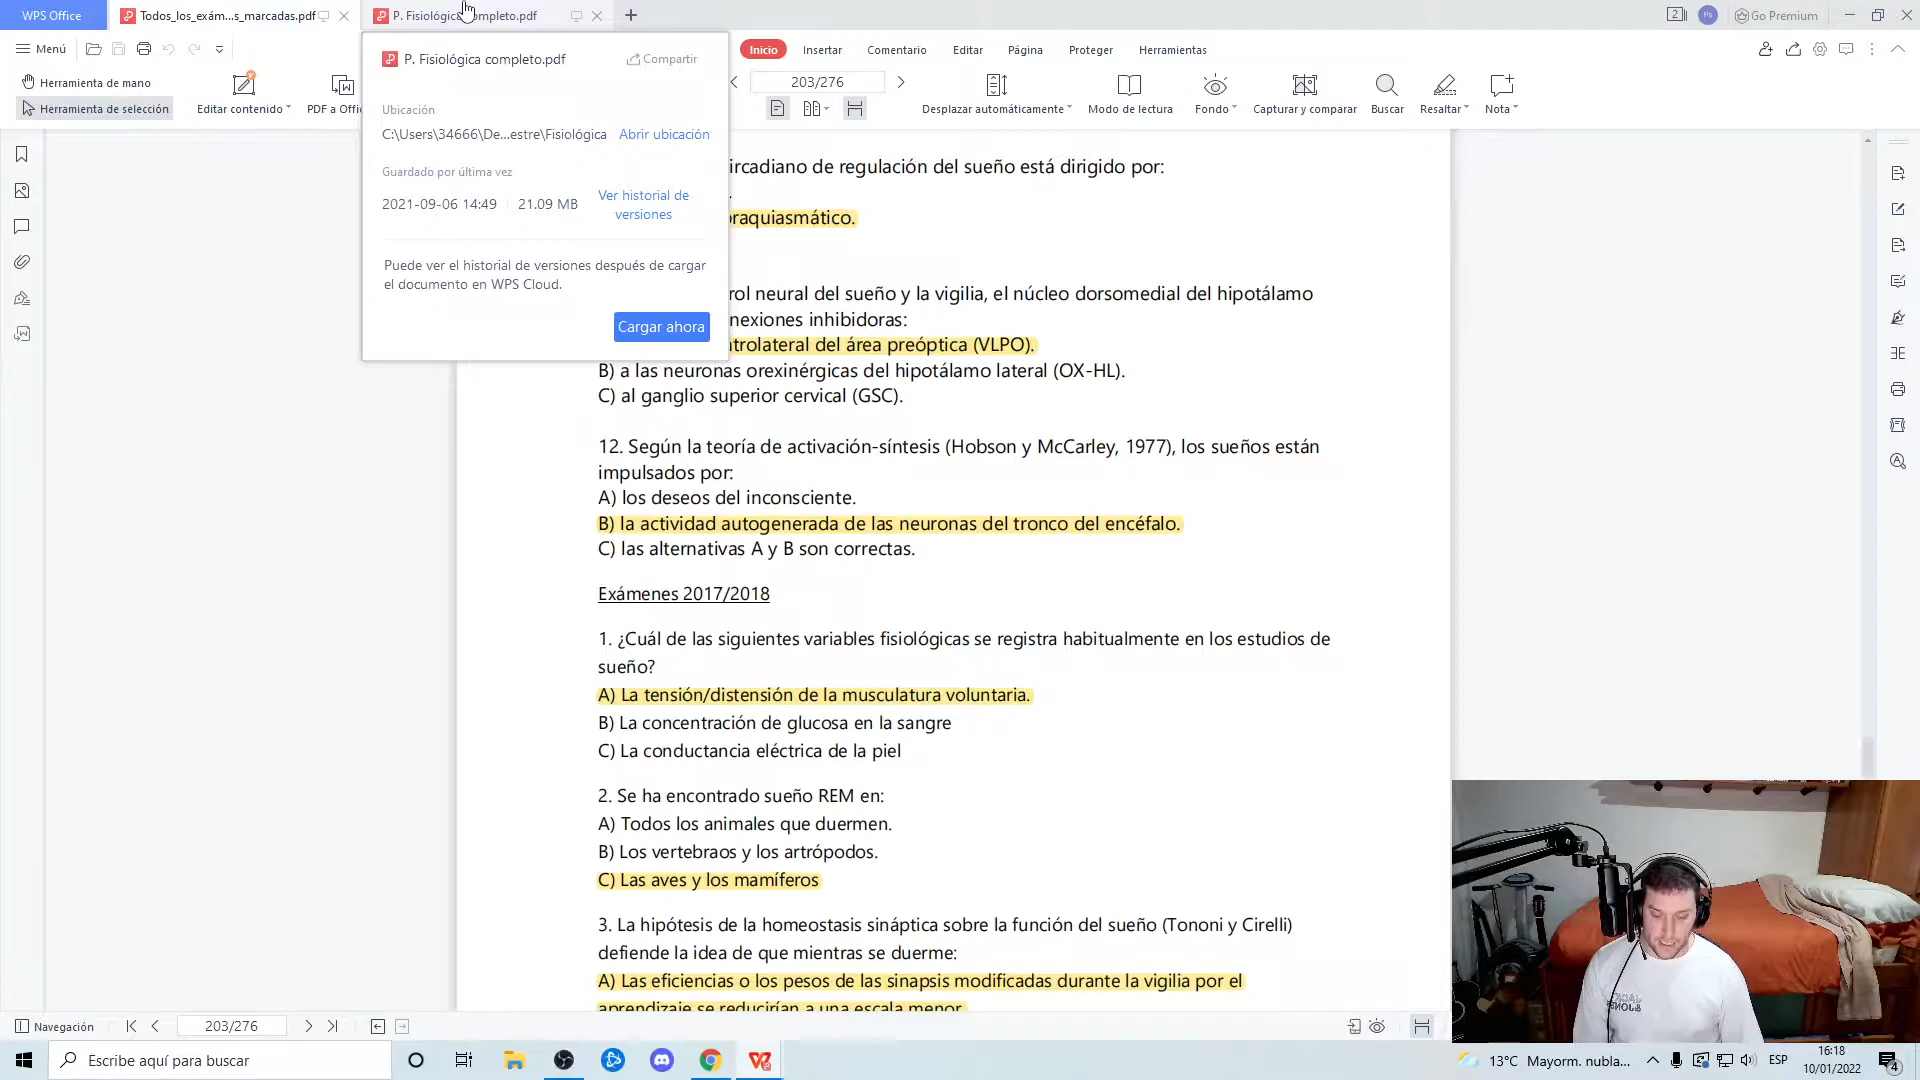 WPS Office
Todos_los_exám...s_marcadas.pdf
P. Fisiológica completo.pdf
Go Premium
Menú
Inicio
Insertar
Comentario
Editar
Página
Proteger
Herramientas
Herramienta de mano
Herramienta de selección
Editar contenido
PDF a Offi
203/276
Desplazar automáticamente
Modo de lectura
Fondo
Capturar y comparar
Buscar
Resaltar
Nota
P. Fisiológica completo.pdf
Compartir
Ubicación
C:\Users\34666\De...estre\Fisiológica
Abrir ubicación
Guardado por última vez
2021-09-06 14:49
21.09 MB
Ver historial de
versiones
Puede ver el historial de versiones después de cargar
el documento en WPS Cloud.
Cargar ahora
ircadiano de regulación del sueño está dirigido por:
.
praquiasmático.
rol neural del sueño y la vigilia, el núcleo dorsomedial del hipotálamo
nexiones inhibidoras:
trolateral del área preóptica (VLPO).
B) a las neuronas orexinérgicas del hipotálamo lateral (OX-HL).
C) al ganglio superior cervical (GSC).
12. Según la teoría de activación-síntesis (Hobson y McCarley, 1977), los sueños están
impulsados por:
A) los deseos del inconsciente.
B) la actividad autogenerada de las neuronas del tronco del encéfalo.
C) las alternativas A y B son correctas.
Exámenes 2017/2018
1. ¿Cuál de las siguientes variables fisiológicas se registra habitualmente en los estudios de
sueño?
A) La tensión/distensión de la musculatura voluntaria.
B) La concentración de glucosa en la sangre
C) La conductancia eléctrica de la piel
2. Se ha encontrado sueño REM en:
A) Todos los animales que duermen.
B) Los vertebraos y los artrópodos.
C) Las aves y los mamíferos
3. La hipótesis de la homeostasis sináptica sobre la función del sueño (Tononi y Cirelli)
defiende la idea de que mientras se duerme:
A) Las eficiencias o los pesos de las sinapsis modificadas durante la vigilia por el
aprendizaje se reducirían a una escala menor.
Navegación
203/276
Escribe aquí para buscar
13°C Mayorm. nubla...
ESP
16:18
10/01/2022
4